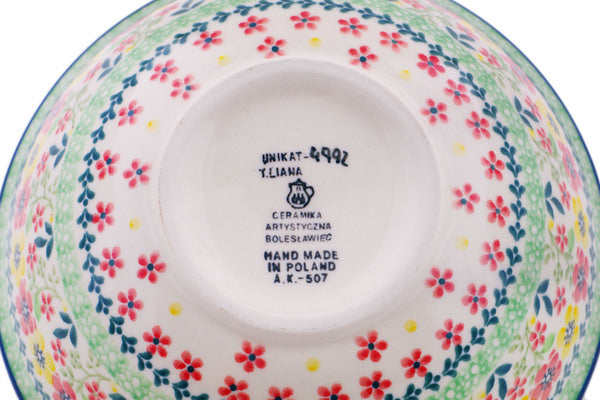 UNIKAT-4992
T.LIANA
CERAMIKA
ARTYSTYCZNA
BOLESŁAWIEC
HAND MADE
IN POLAND
A.K.-507